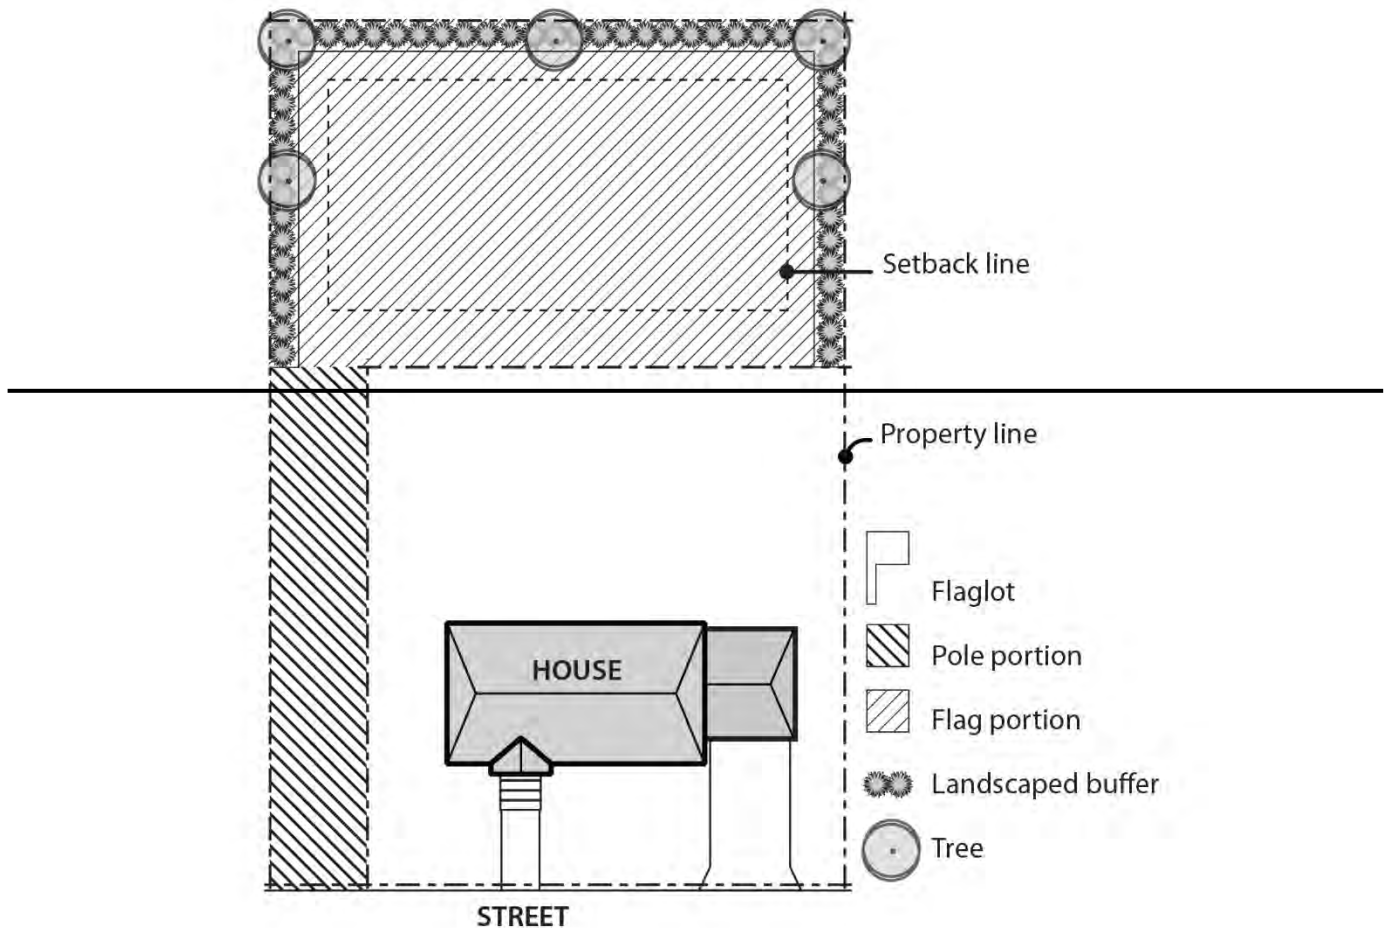 Setback line
Property line
Flaglot
HOUSE
Pole portion
Flag portion
Landscaped buffer
Tree
STREET